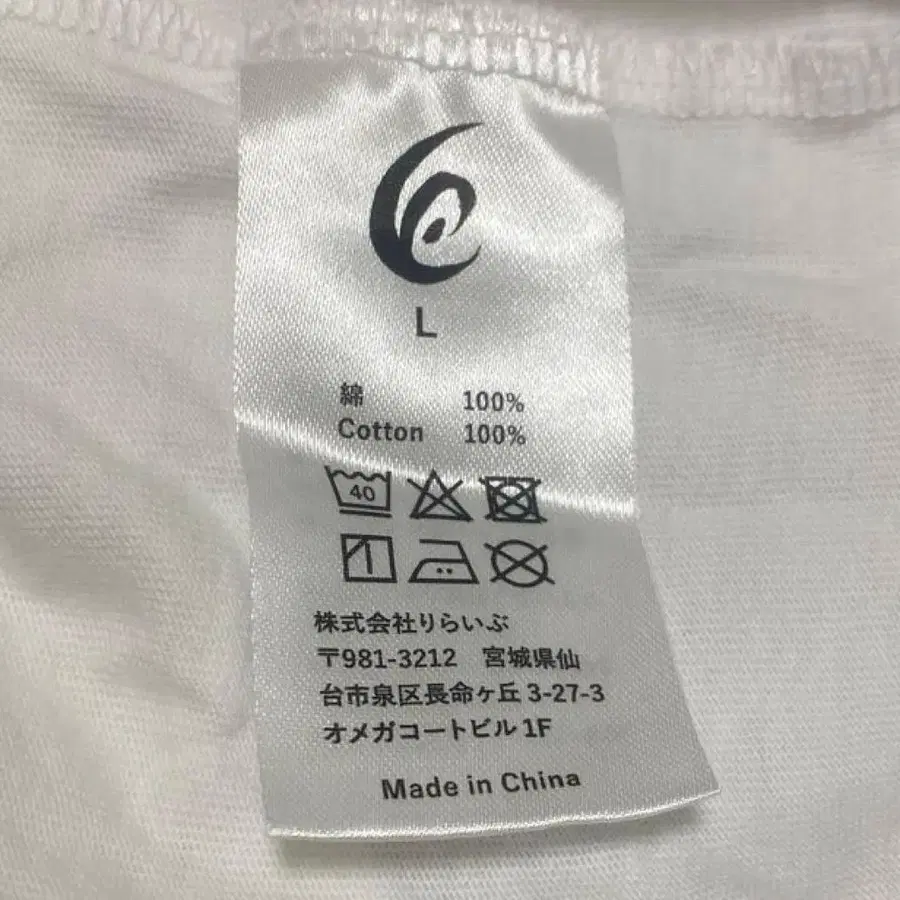 L
綿 100%
Cotton 100%
40
株式会社りらいぶ
〒981-3212 宮城県仙
台市泉区長命ヶ丘 3-27-3
オメガコートビル 1F
Made in China